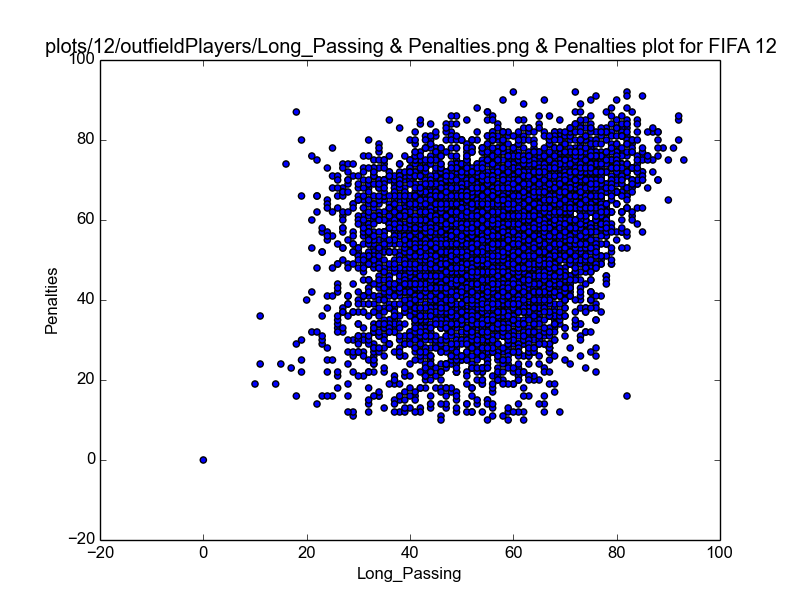 plots/12/outfieldPlayers/Long_Passing & Penalties.png & Penalties plot for FIFA 12
100
80
60
40
20
0
−20
Penalties
−20 0 20 40 60 80 100
Long_Passing